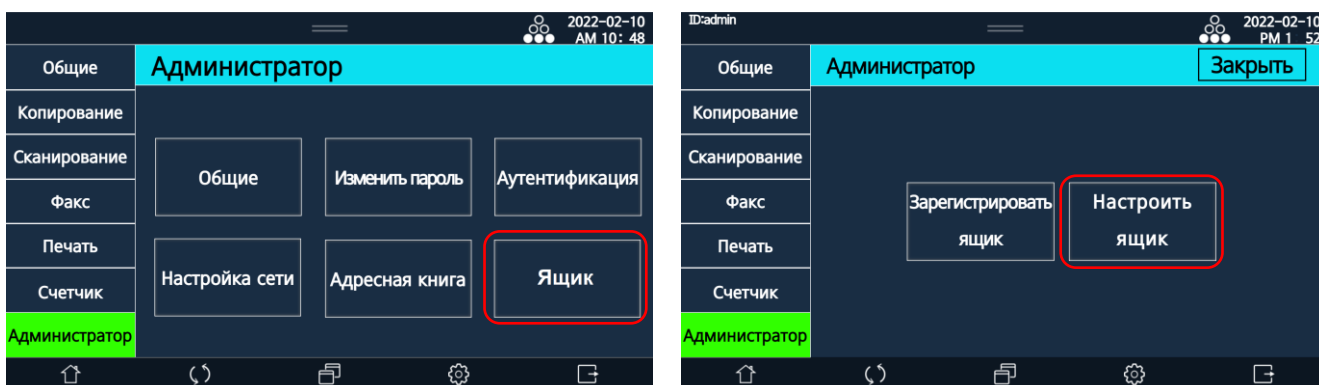 2022-02-10
AM 10: 48
Общие
Администратор
Копирование
Сканирование
Общие
Изменить пароль
Аутентификация
Факс
Печать
Настройка сети
Адресная книга
Ящик
Счетчик
Администратор
ID:admin
2022-02-10
PM 1 52
Общие
Администратор
Закрыть
Копирование
Сканирование
Факс
Зарегистрировать
ящик
Настроить
ящик
Печать
Счетчик
Администратор